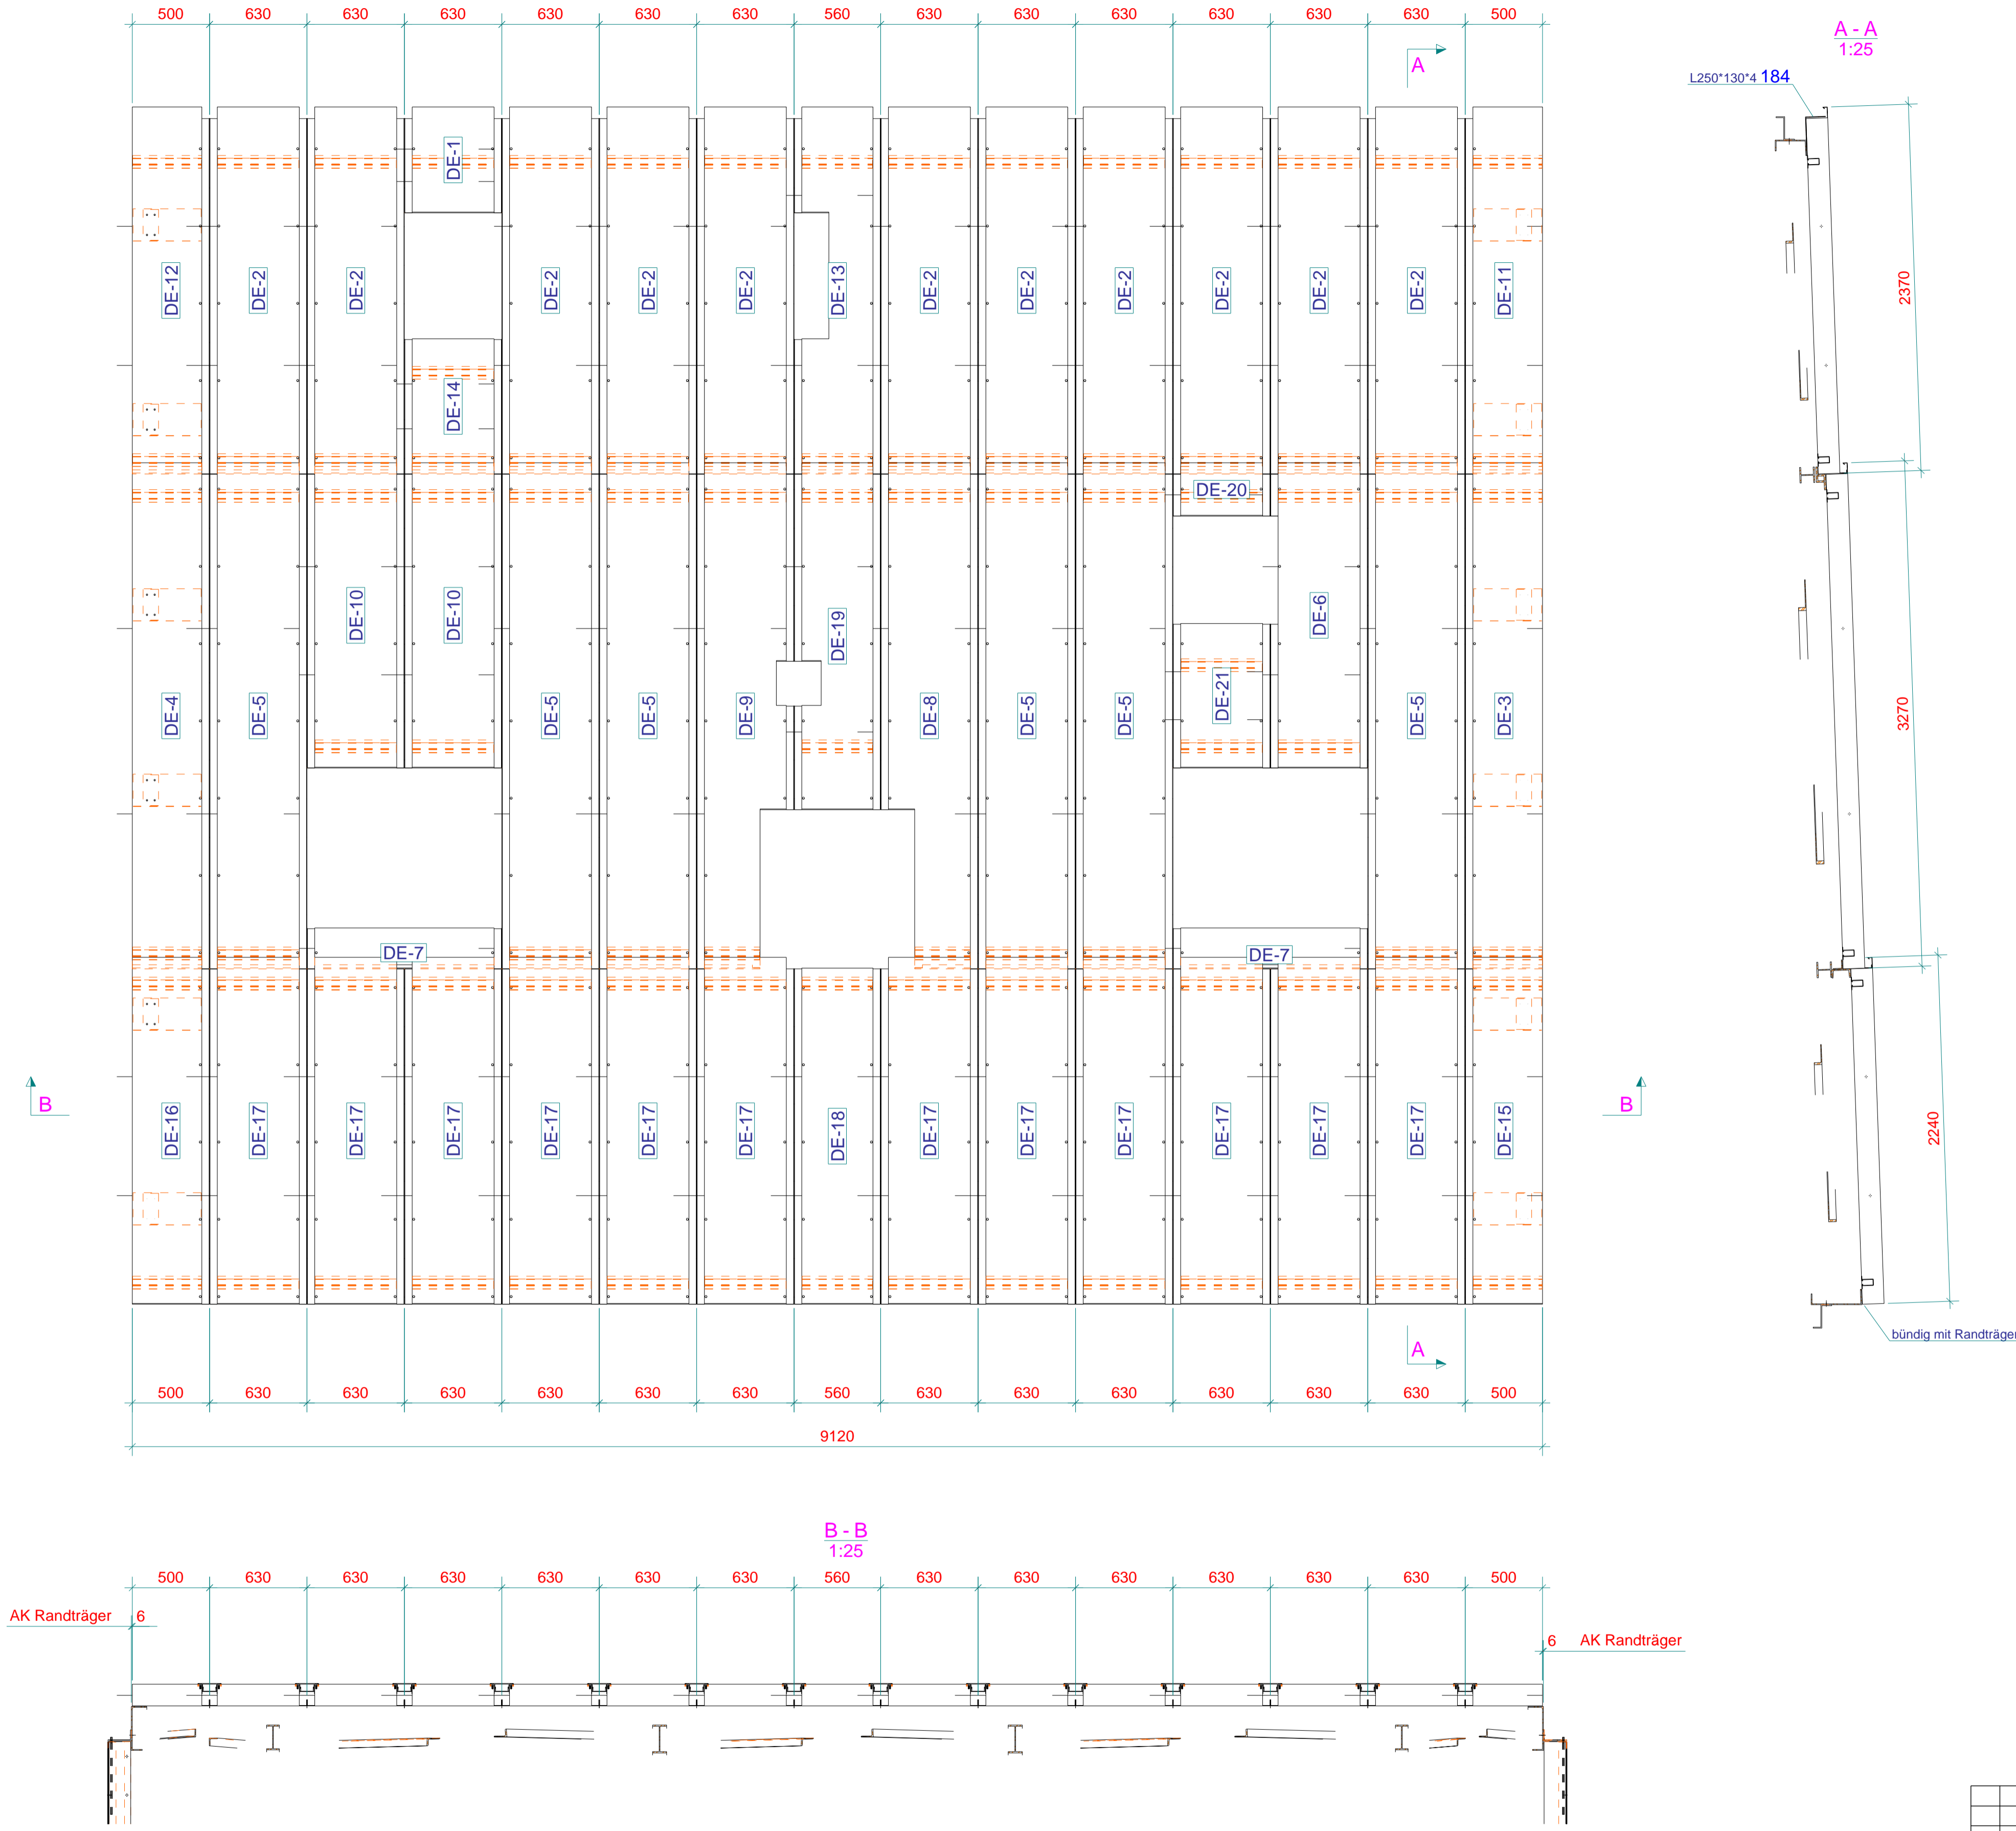 500 630 630 630 630 630 630 560 630 630 630 630 630 630 500
A
A - A
1:25
L250*130*4 184
DE-1
DE-12 DE-2 DE-2 DE-2 DE-2 DE-2 DE-13 DE-2 DE-2 DE-2 DE-2 DE-2 DE-2 DE-11
2370
DE-14
DE-20
DE-10 DE-10 DE-19 DE-6
DE-4 DE-5 DE-5 DE-5 DE-9 DE-8 DE-5 DE-5 DE-21 DE-5 DE-3
3270
DE-7 DE-7
B B
DE-16 DE-17 DE-17 DE-17 DE-17 DE-17 DE-17 DE-18 DE-17 DE-17 DE-17 DE-17 DE-17 DE-17 DE-15
2240
bündig mit Randträger
A
500 630 630 630 630 630 630 560 630 630 630 630 630 630 500
9120
B - B
1:25
500 630 630 630 630 630 630 560 630 630 630 630 630 630 500
AK Randträger 6
6 AK Randträger